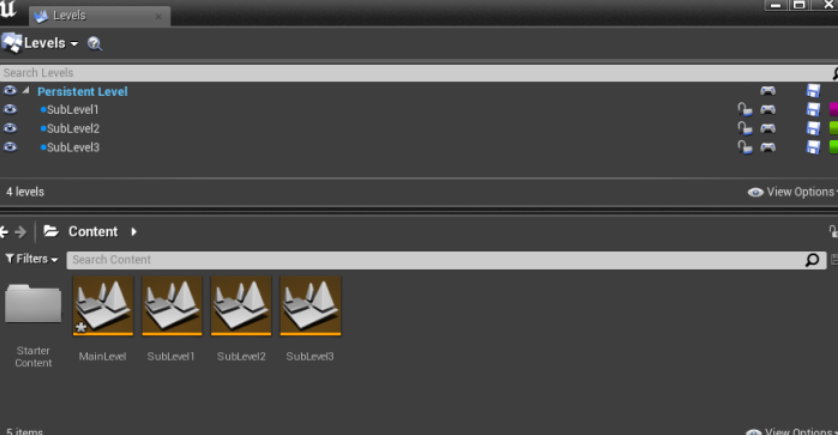 Levels
Levels
Search Levels
Persistent Level
SubLevel1
SubLevel2
SubLevel3
4 levels
View Options
Content
Filters
Search Content
Starter Content
MainLevel
SubLevel1
SubLevel2
SubLevel3
5 items
View Options